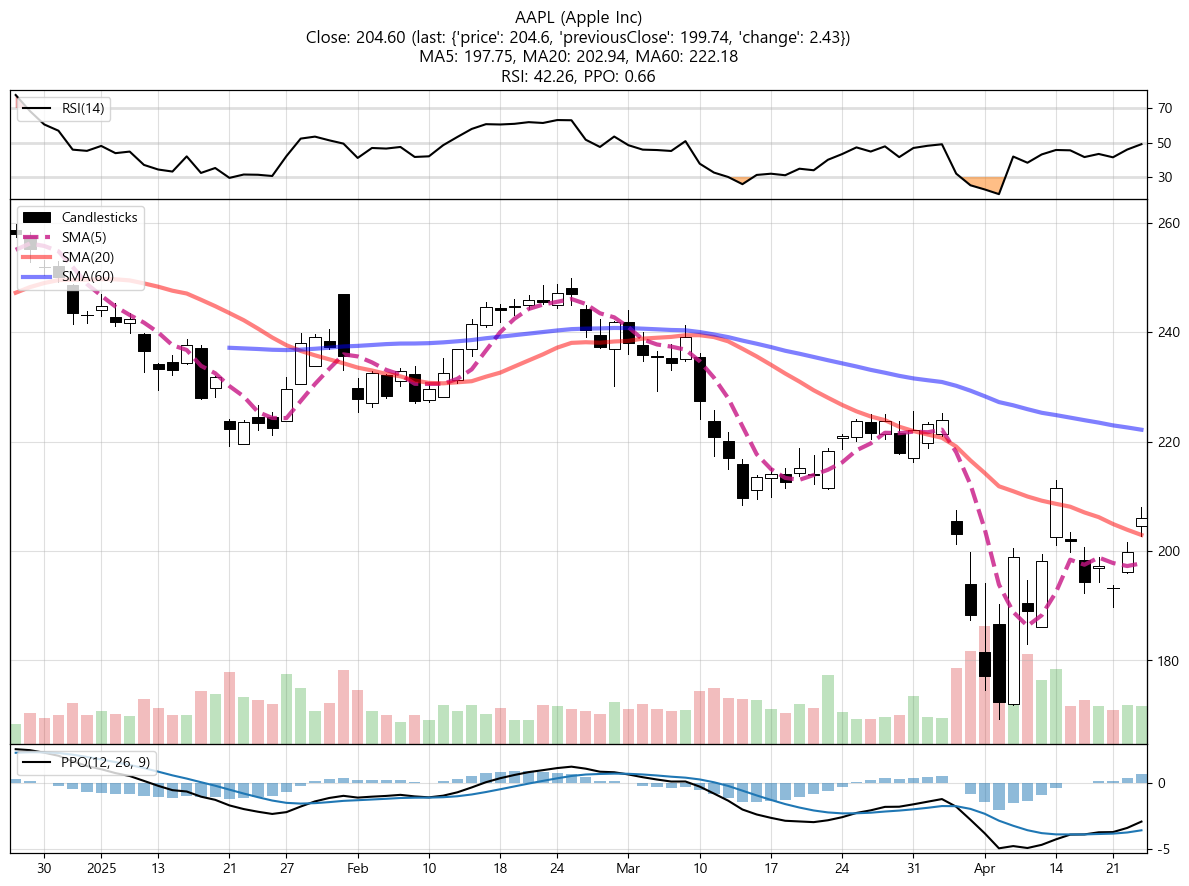 AAPL (Apple Inc)
Close: 204.60 (last: {'price': 204.6, 'previousClose': 199.74, 'change': 2.43})
MA5: 197.75, MA20: 202.94, MA60: 222.18
RSI: 42.26, PPO: 0.66
RSI(14)
70
50
30
Candlesticks
SMA(5)
SMA(20)
SMA(60)
260
240
220
200
180
PPO(12, 26, 9)
0
-5
30 2025 13 21 27 Feb 10 18 24 Mar 10 17 24 31 Apr 14 21